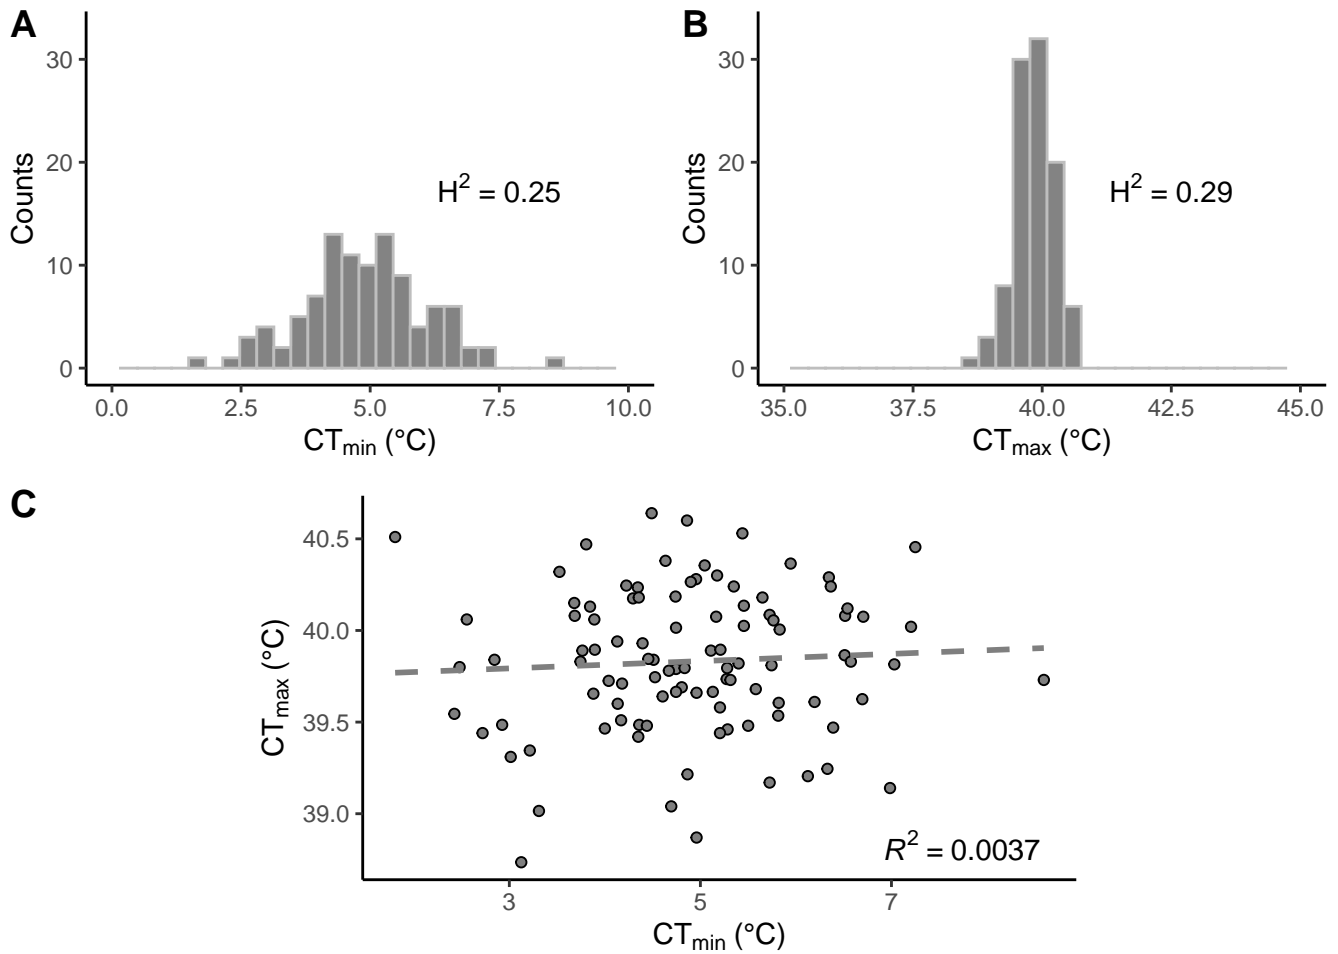 A
30
20
10
0
Counts
H² = 0.25
0.0 2.5 5.0 7.5 10.0
CTmin (°C)
B
30
20
10
0
Counts
H² = 0.29
35.0 37.5 40.0 42.5 45.0
CTmax (°C)
C
40.5
40.0
39.5
39.0
CTmax (°C)
R² = 0.0037
3 5 7
CTmin (°C)